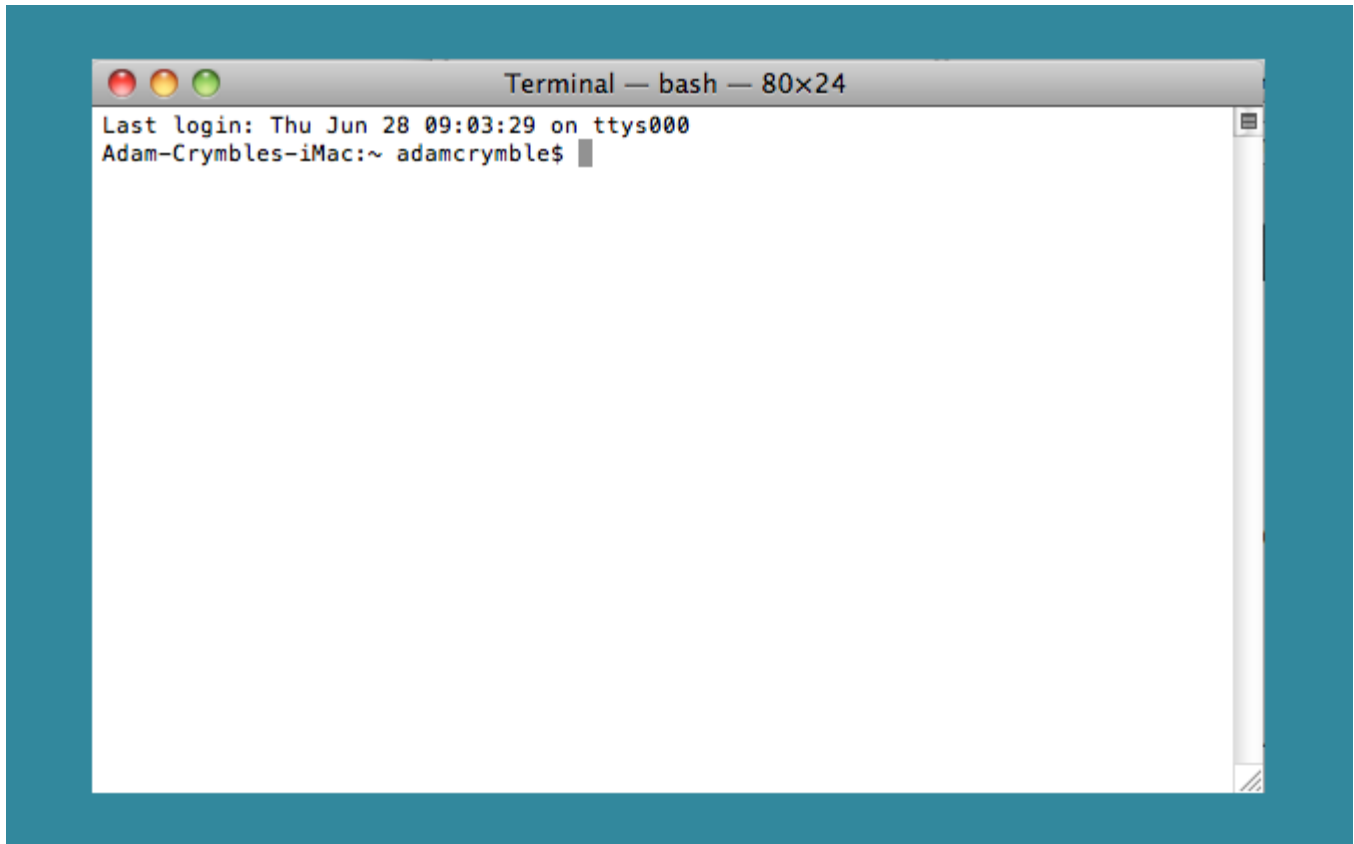 Terminal — bash — 80×24
Last login: Thu Jun 28 09:03:29 on ttys000
Adam-Crymbles-iMac:~ adamcrymble$